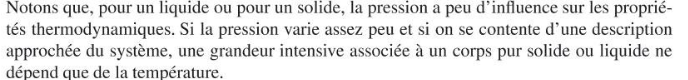 Notons que, pour un liquide ou pour un solide, la pression a peu d’influence sur les proprié-
tés thermodynamiques. Si la pression varie assez peu et si on se contente d’une description
approchée du système, une grandeur intensive associée à un corps pur solide ou liquide ne
dépend que de la température.